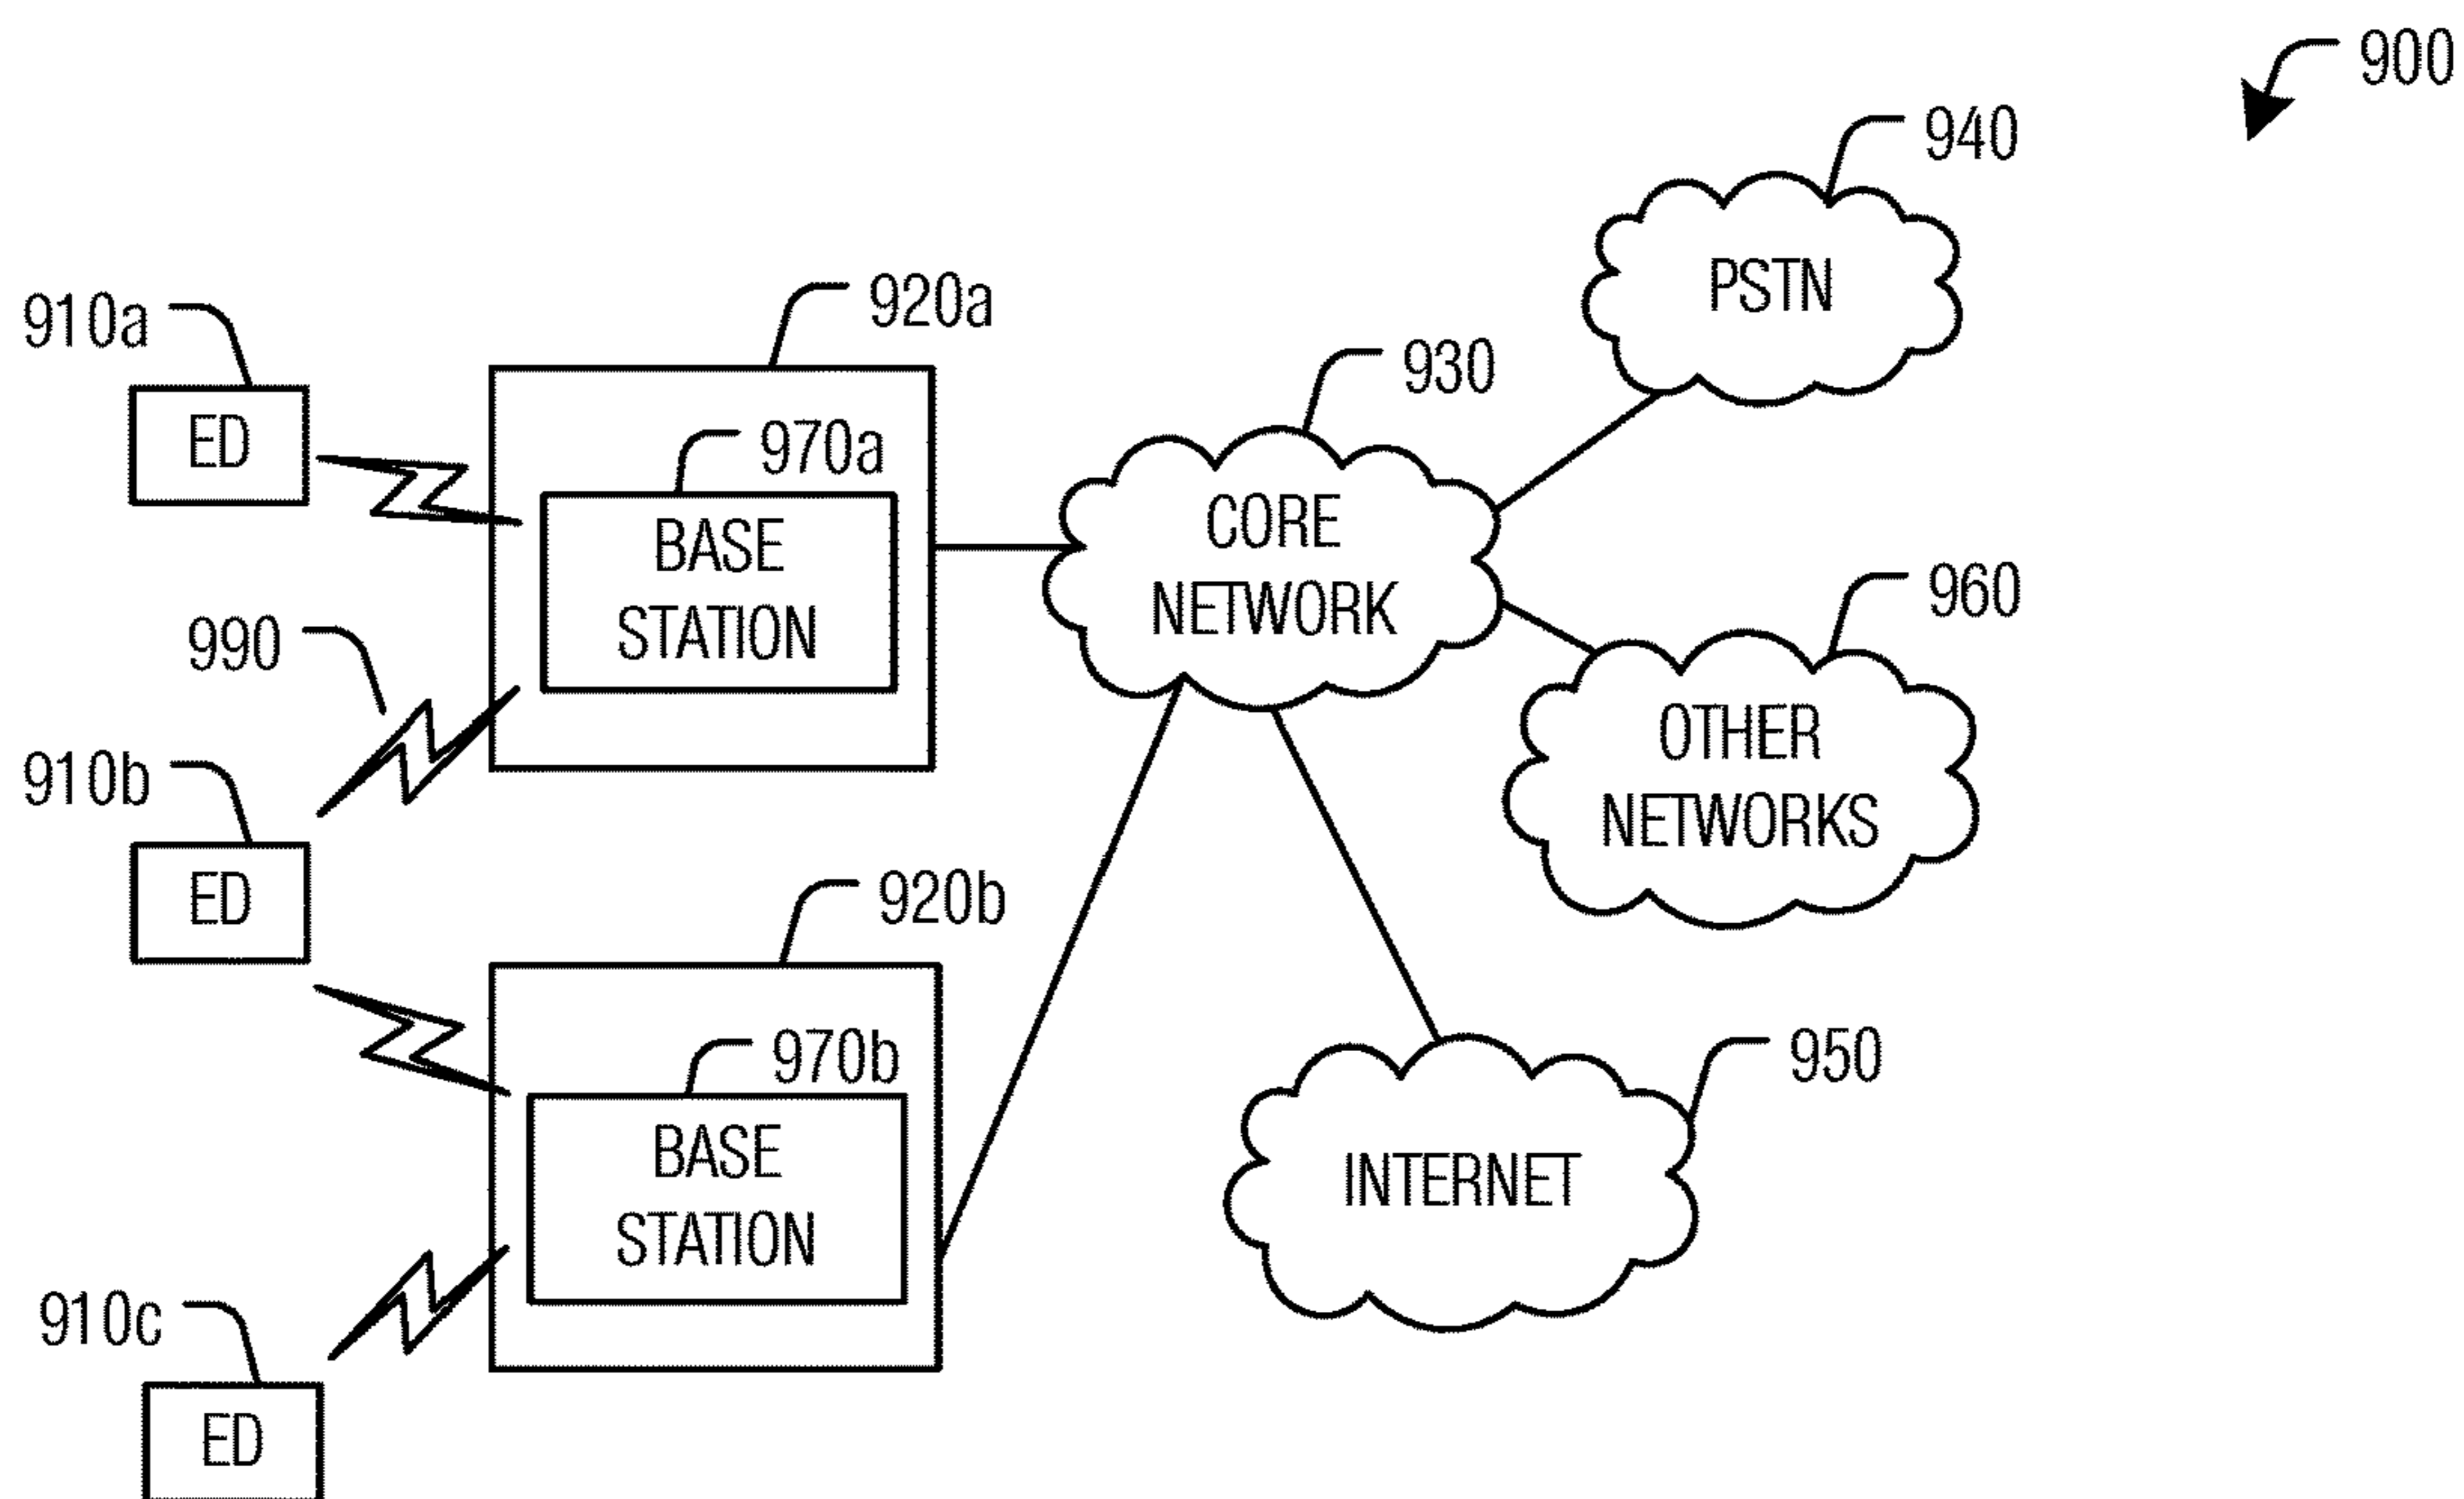 900
940
PSTN
920a
910a
930
ED
970a
CORE
NETWORK
BASE
STATION
960
990
OTHER
NETWORKS
910b
ED
920b
970b
950
BASE
STATION
INTERNET
910c
ED